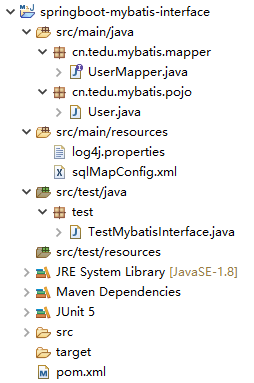 springboot-mybatis-interface
src/main/java
cn.tedu.mybatis.mapper
UserMapper.java
cn.tedu.mybatis.pojo
User.java
src/main/resources
log4j.properties
sqlMapConfig.xml
src/test/java
test
TestMybatisInterface.java
src/test/resources
JRE System Library [JavaSE-1.8]
Maven Dependencies
JUnit 5
src
target
pom.xml